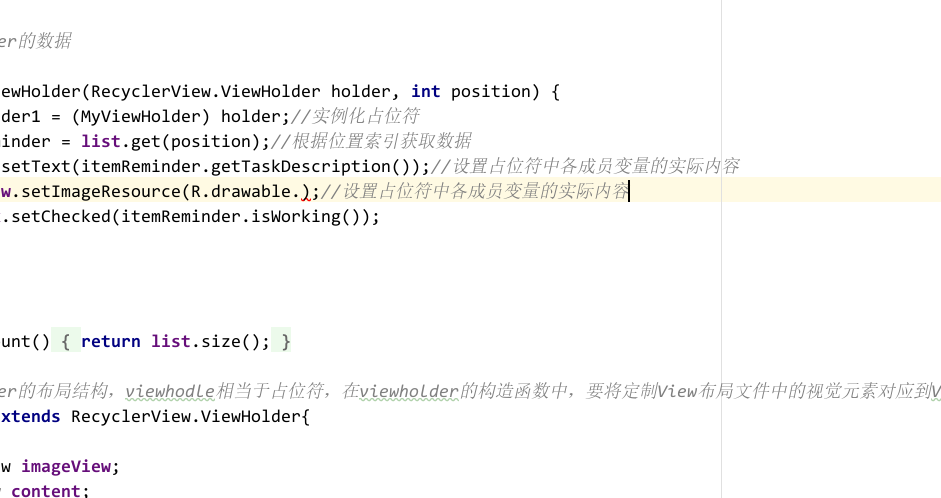 er的数据
ewHolder(RecyclerView.ViewHolder holder, int position) {
der1 = (MyViewHolder) holder;//实例化占位符
inder = list.get(position);//根据位置索引获取数据
setText(itemReminder.getTaskDescription());//设置占位符中各成员变量的实际内容
w.setImageResource(R.drawable.);//设置占位符中各成员变量的实际内容
.setChecked(itemReminder.isWorking());
unt() { return list.size(); }
er的布局结构，viewhodle相当于占位符，在viewholder的构造函数中，要将定制View布局文件中的视觉元素对应到V
xtends RecyclerView.ViewHolder{
w imageView;
content;